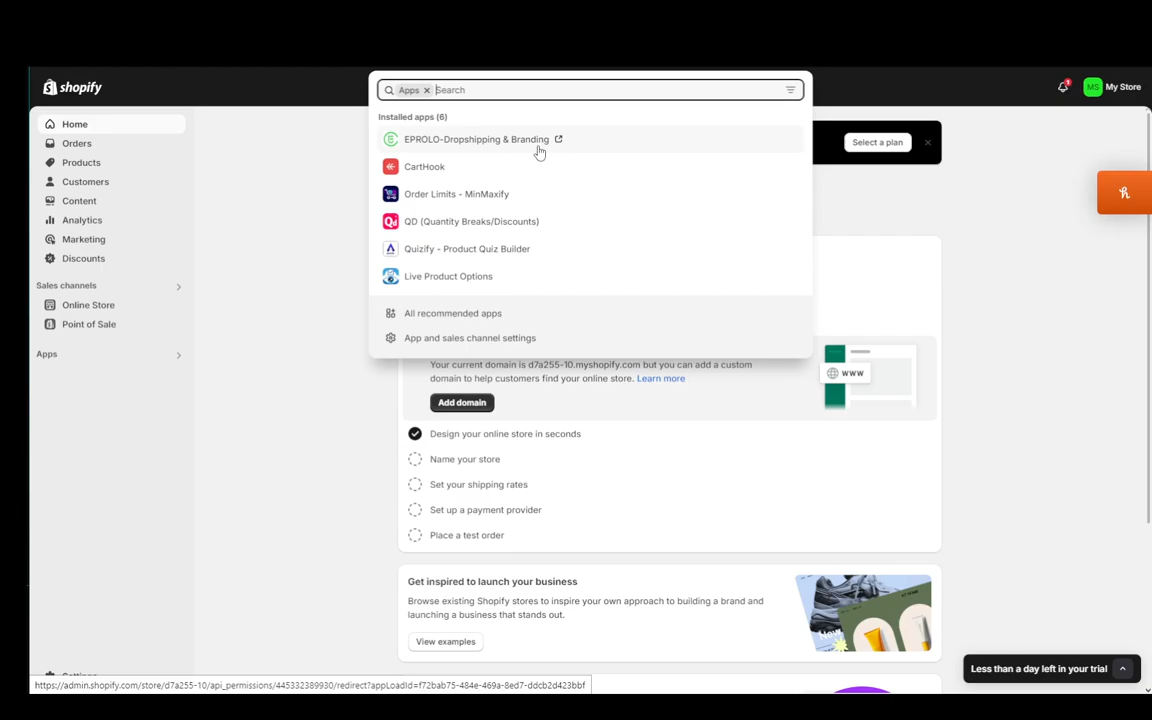 shopify
Apps
Search
MS
My Store
Installed apps (6)
EPROLO-Dropshipping & Branding
CartHook
Order Limits - MinMaxify
QD (Quantity Breaks/Discounts)
Quizify - Product Quiz Builder
Live Product Options
All recommended apps
App and sales channel settings
Select a plan
Home
Orders
Products
Customers
Content
Analytics
Marketing
Discounts
Sales channels
Online Store
Point of Sale
Apps
Settings
Your current domain is d7a255-10.myshopify.com but you can add a custom
domain to help customers find your online store. Learn more
Add domain
www
Design your online store in seconds
Name your store
Set your shipping rates
Set up a payment provider
Place a test order
Get inspired to launch your business
Browse existing Shopify stores to inspire your own approach to building a brand and
launching a business that stands out.
View examples
New
Less than a day left in your trial
https://admin.shopify.com/store/d7a255-10/api_permissions/445332389930/redirect?appLoadId=f72bab75-484e-469a-8ed7-ddcb2d423bbf